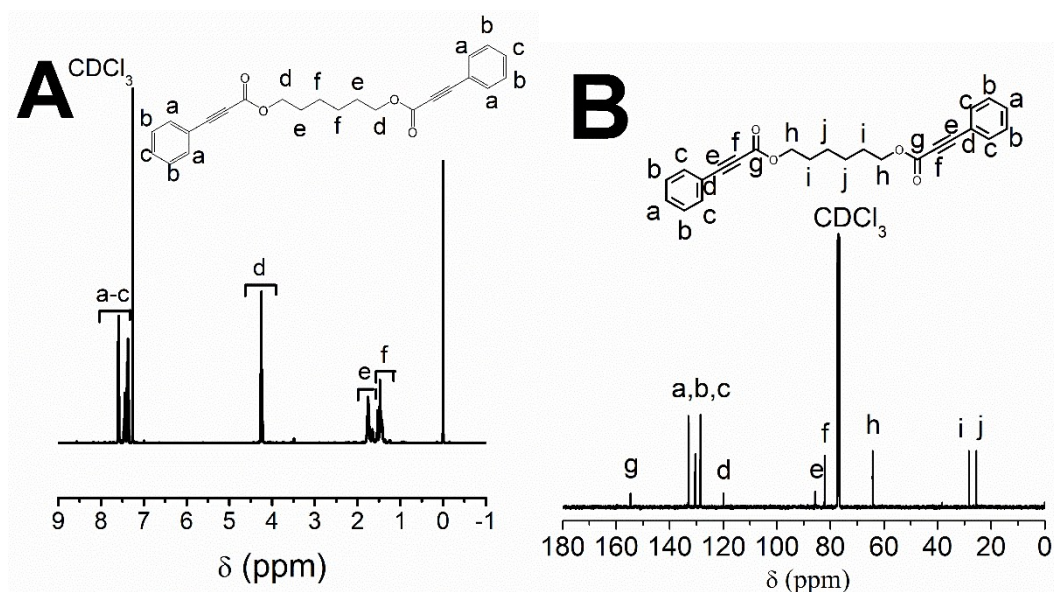 A
CDCl3
d f e
O O
a b c b a
b a c b a
e f d
O O
a-c
d
e
f
9 8 7 6 5 4 3 2 1 0 -1
δ (ppm)
B
b
c a
e b
g f d c
h j i
O O
b c e f g
a d
b c
i j h
O O
CDCl3
a,b,c
g
d
e
f
h
i
j
180 160 140 120 100 80 60 40 20 0
δ (ppm)